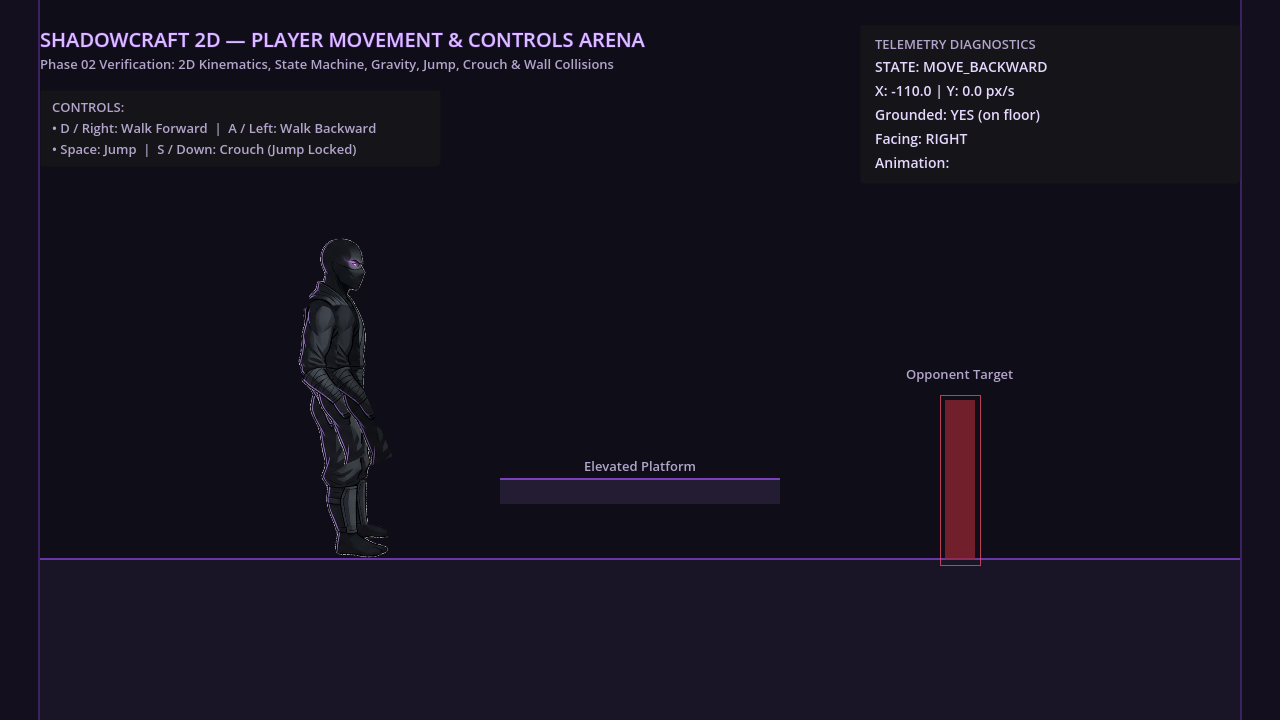 SHADOWCRAFT 2D — PLAYER MOVEMENT & CONTROLS ARENA
Phase 02 Verification: 2D Kinematics, State Machine, Gravity, Jump, Crouch & Wall Collisions
CONTROLS:
• D / Right: Walk Forward | A / Left: Walk Backward
• Space: Jump | S / Down: Crouch (Jump Locked)
TELEMETRY DIAGNOSTICS
STATE: MOVE_BACKWARD
X: -110.0 | Y: 0.0 px/s
Grounded: YES (on floor)
Facing: RIGHT
Animation:
Opponent Target
Elevated Platform